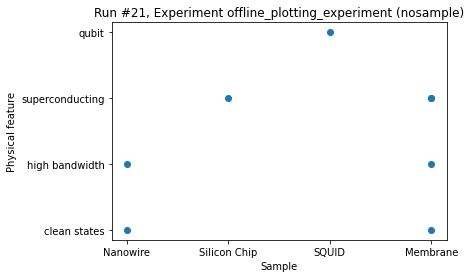 Run #21, Experiment offline_plotting_experiment (nosample)
qubit
superconducting
high bandwidth
clean states
Physical feature
Nanowire Silicon Chip SQUID Membrane
Sample